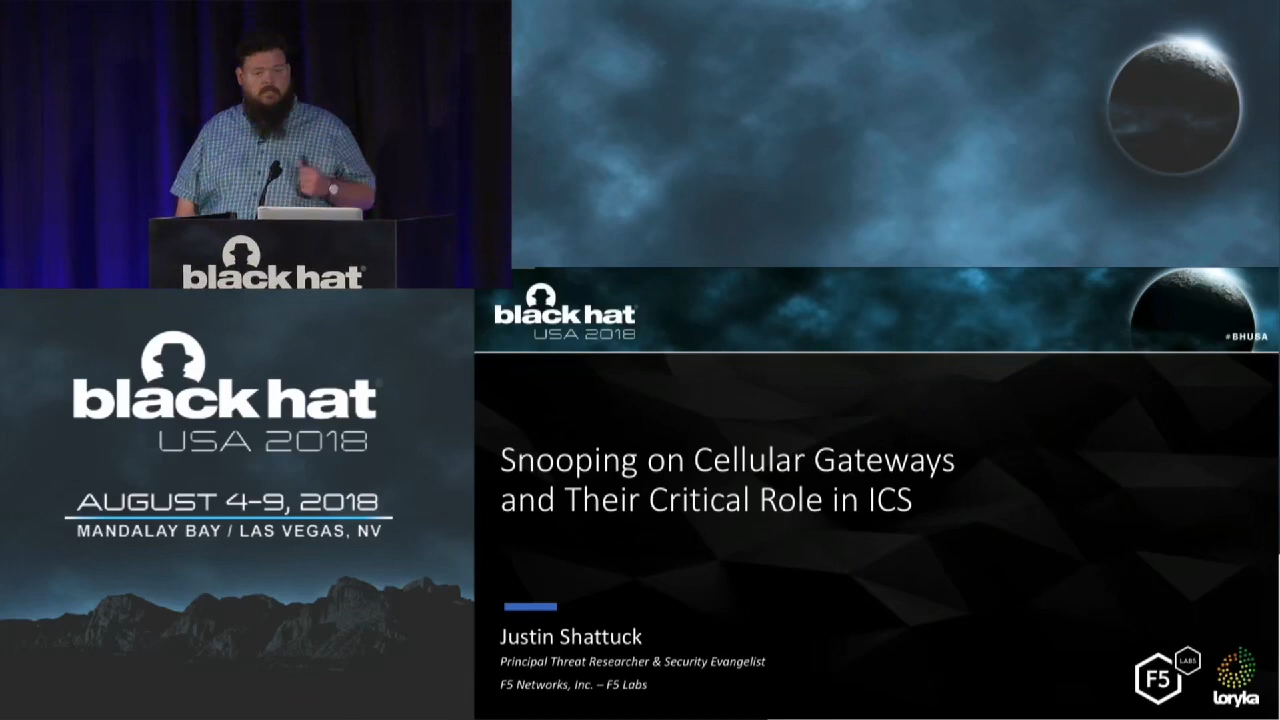 black hat
black hat
USA 2018
AUGUST 4-9, 2018
MANDALAY BAY / LAS VEGAS, NV
black hat
USA 2018
#BHUSA
Snooping on Cellular Gateways
and Their Critical Role in ICS
Justin Shattuck
Principal Threat Researcher & Security Evangelist
F5 Networks, Inc. – F5 Labs
F5
LABS
loryka